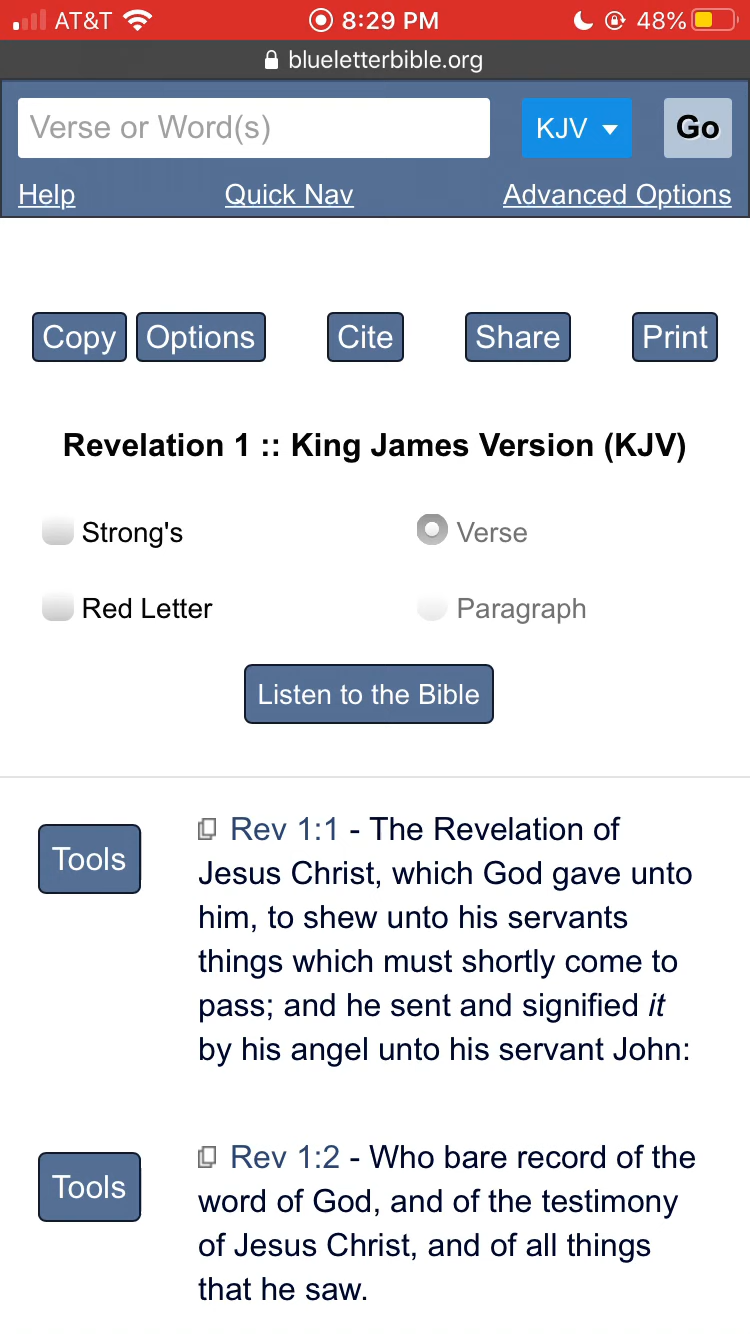 AT&T 8:29 PM 48%
blueletterbible.org
Verse or Word(s) KJV Go
Help Quick Nav Advanced Options
Copy Options Cite Share Print
Revelation 1 :: King James Version (KJV)
Strong's Verse
Red Letter Paragraph
Listen to the Bible
Tools
Rev 1:1 - The Revelation of
Jesus Christ, which God gave unto
him, to shew unto his servants
things which must shortly come to
pass; and he sent and signified it
by his angel unto his servant John:
Tools
Rev 1:2 - Who bare record of the
word of God, and of the testimony
of Jesus Christ, and of all things
that he saw.